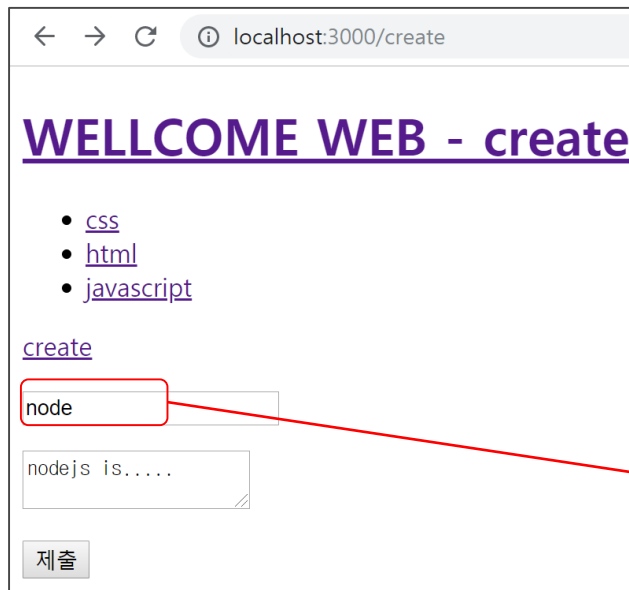 localhost:3000/create
WELLCOME WEB - create
css
html
javascript
create
node
nodejs is.....
제출